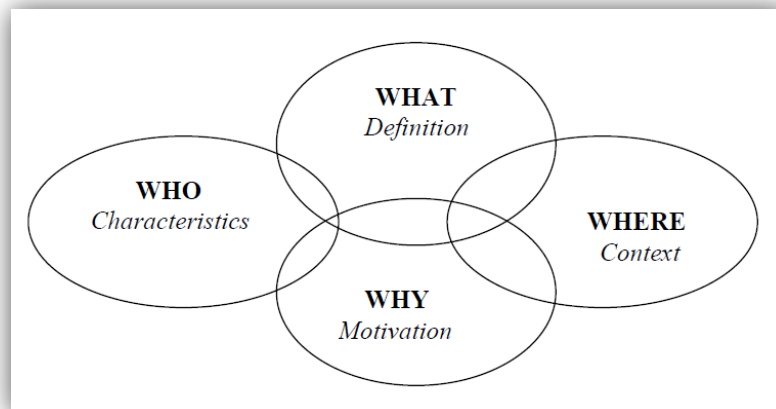 WHAT
Definition
WHO
Characteristics
WHERE
Context
WHY
Motivation